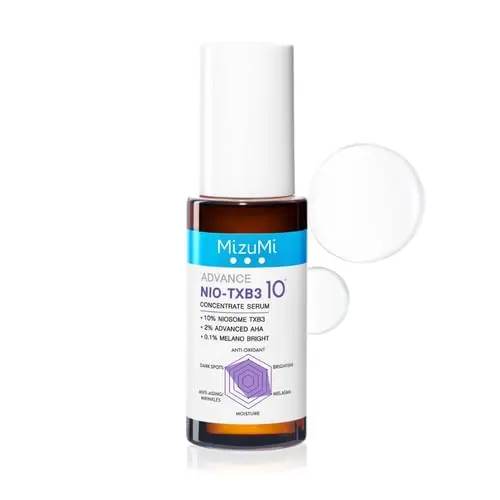 MizuMi
ADVANCE
NIO-TXB3 10
CONCENTRATE SERUM
• 10% NIOSOME TXB3
• 2% ADVANCED AHA
• 0.1% MELANO BRIGHT
ANTI-OXIDANT
DARK SPOTS
BRIGHTENING
ANTI-AGING/
WRINKLES
MELASMA
MOISTURE